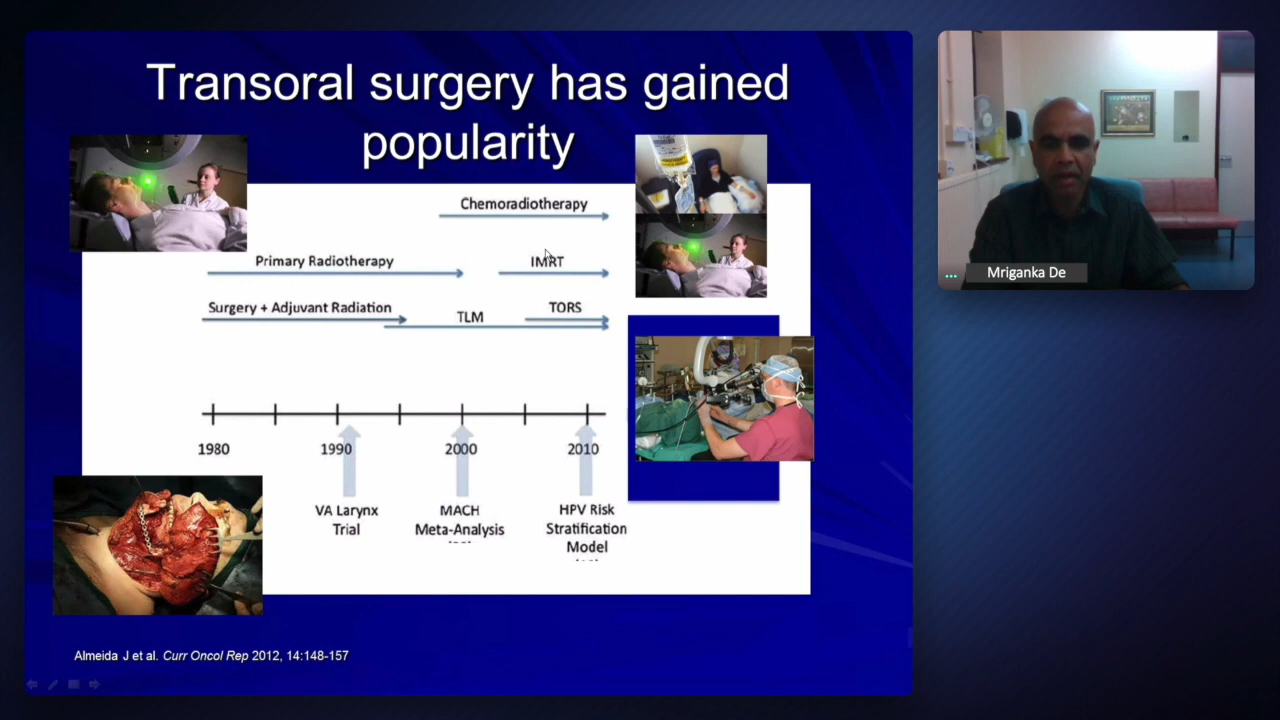 Transoral surgery has gained
popularity
Chemoradiotherapy
Primary Radiotherapy
IMRT
Surgery + Adjuvant Radiation
TLM
TORS
1980
1990
2000
2010
VA Larynx
Trial
MACH
Meta-Analysis
HPV Risk
Stratification
Model
Almeida J et al. Curr Oncol Rep 2012, 14:148-157
Mriganka De